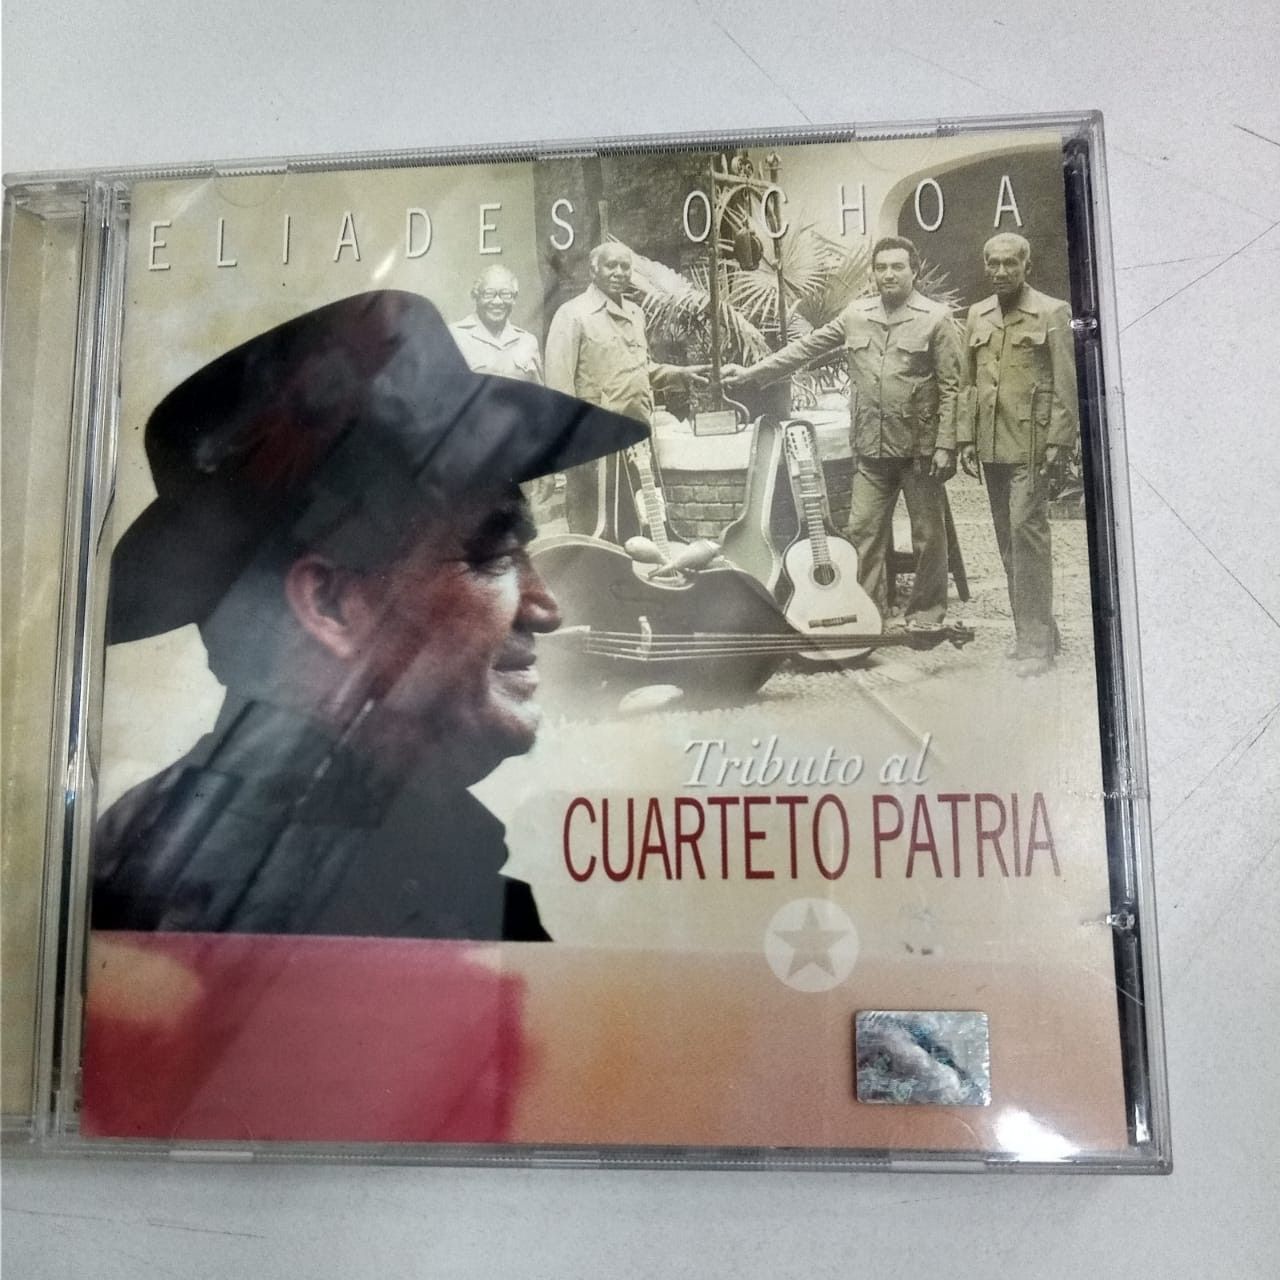 ELIADES OCHOA
Tributo al
CUARTETO PATRIA